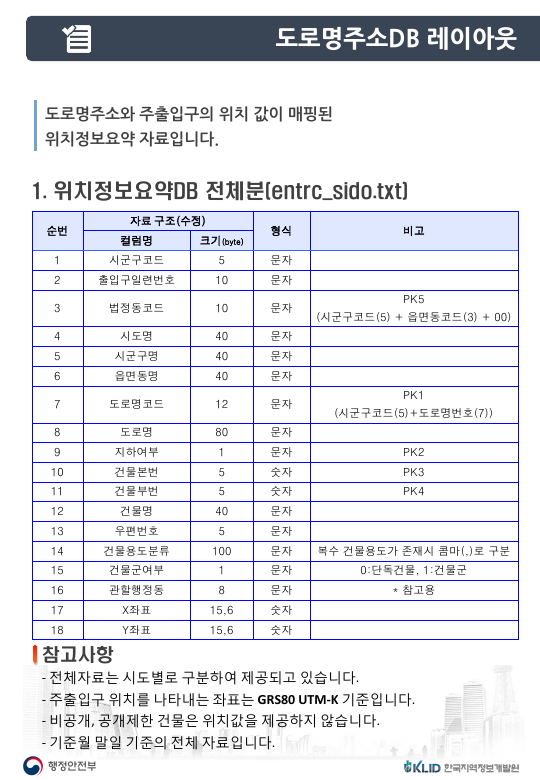 도로명주소DB 레이아웃
도로명주소와 주출입구의 위치 값이 매핑된
위치정보요약 자료입니다.
1. 위치정보요약DB 전체분(entrc_sido.txt)
순번 자료 구조(수정) 형식 비고
컬럼명 크기(byte)
1 시군구코드 5 문자
2 출입구일련번호 10 문자
3 법정동코드 10 문자 PK5
(시군구코드(5) + 읍면동코드(3) + 00)
4 시도명 40 문자
5 시군구명 40 문자
6 읍면동명 40 문자
7 도로명코드 12 문자 PK1
(시군구코드(5)+도로명번호(7))
8 도로명 80 문자
9 지하여부 1 문자 PK2
10 건물본번 5 숫자 PK3
11 건물부번 5 숫자 PK4
12 건물명 40 문자
13 우편번호 5 문자
14 건물용도분류 100 문자 복수 건물용도가 존재시 콤마(,)로 구분
15 건물군여부 1 문자 0:단독건물, 1:건물군
16 관할행정동 8 문자 * 참고용
17 X좌표 15,6 숫자
18 Y좌표 15,6 숫자
참고사항
- 전체자료는 시도별로 구분하여 제공되고 있습니다.
- 주출입구 위치를 나타내는 좌표는 GRS80 UTM-K 기준입니다.
- 비공개, 공개제한 건물은 위치값을 제공하지 않습니다.
- 기준월 말일 기준의 전체 자료입니다.
행정안전부 KLID 한국지역정보개발원